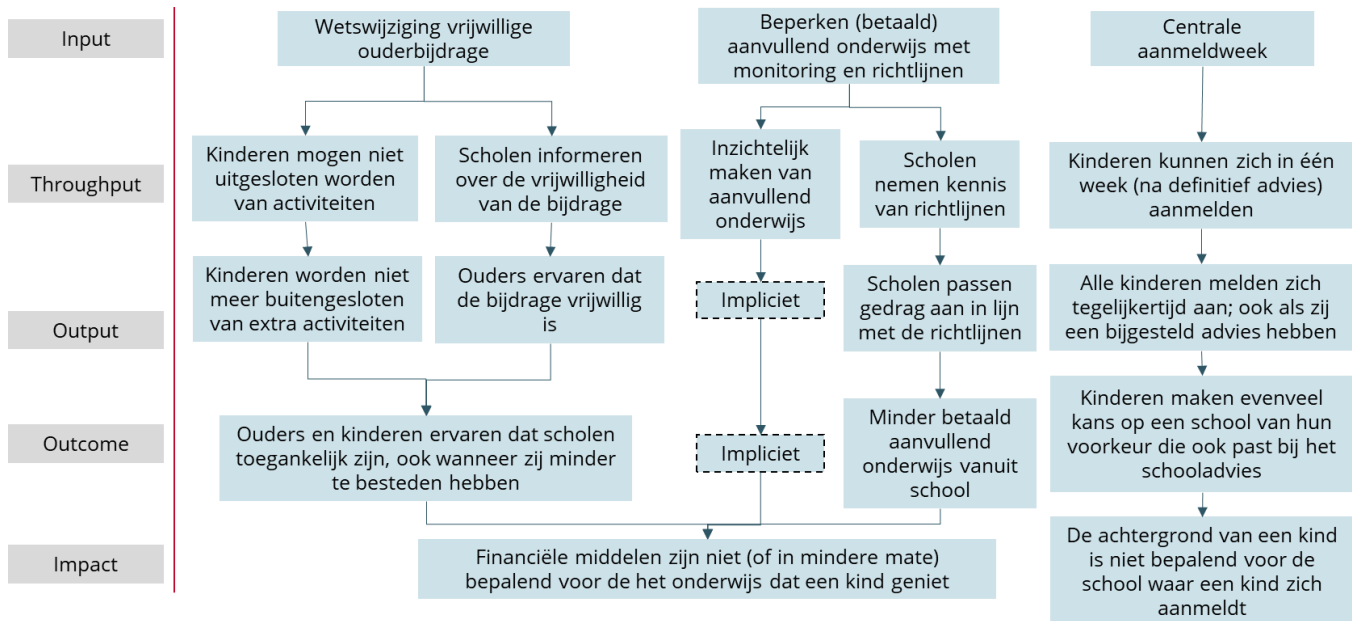 Input
Wetswijziging vrijwillige
ouderbijdrage
Beperken (betaald)
aanvullend onderwijs met
monitoring en richtlijnen
Centrale
aanmeldweek
Throughput
Kinderen mogen niet
uitgesloten worden
van activiteiten
Scholen informeren
over de vrijwilligheid
van de bijdrage
Inzichtelijk
maken van
aanvullend
onderwijs
Scholen
nemen kennis
van richtlijnen
Kinderen kunnen zich in één
week (na definitief advies)
aanmelden
Output
Kinderen worden niet
meer buitengesloten
van extra activiteiten
Ouders ervaren dat
de bijdrage vrijwillig
is
Impliciet
Scholen passen
gedrag aan in lijn
met de richtlijnen
Alle kinderen melden zich
tegelijkertijd aan; ook als zij
een bijgesteld advies hebben
Outcome
Ouders en kinderen ervaren dat scholen
toegankelijk zijn, ook wanneer zij minder
te besteden hebben
Impliciet
Minder betaald
aanvullend
onderwijs vanuit
school
Kinderen maken evenveel
kans op een school van hun
voorkeur die ook past bij het
schooladvies
Impact
Financiële middelen zijn niet (of in mindere mate)
bepalend voor de het onderwijs dat een kind geniet
De achtergrond van een kind
is niet bepalend voor de
school waar een kind zich
aanmeldt